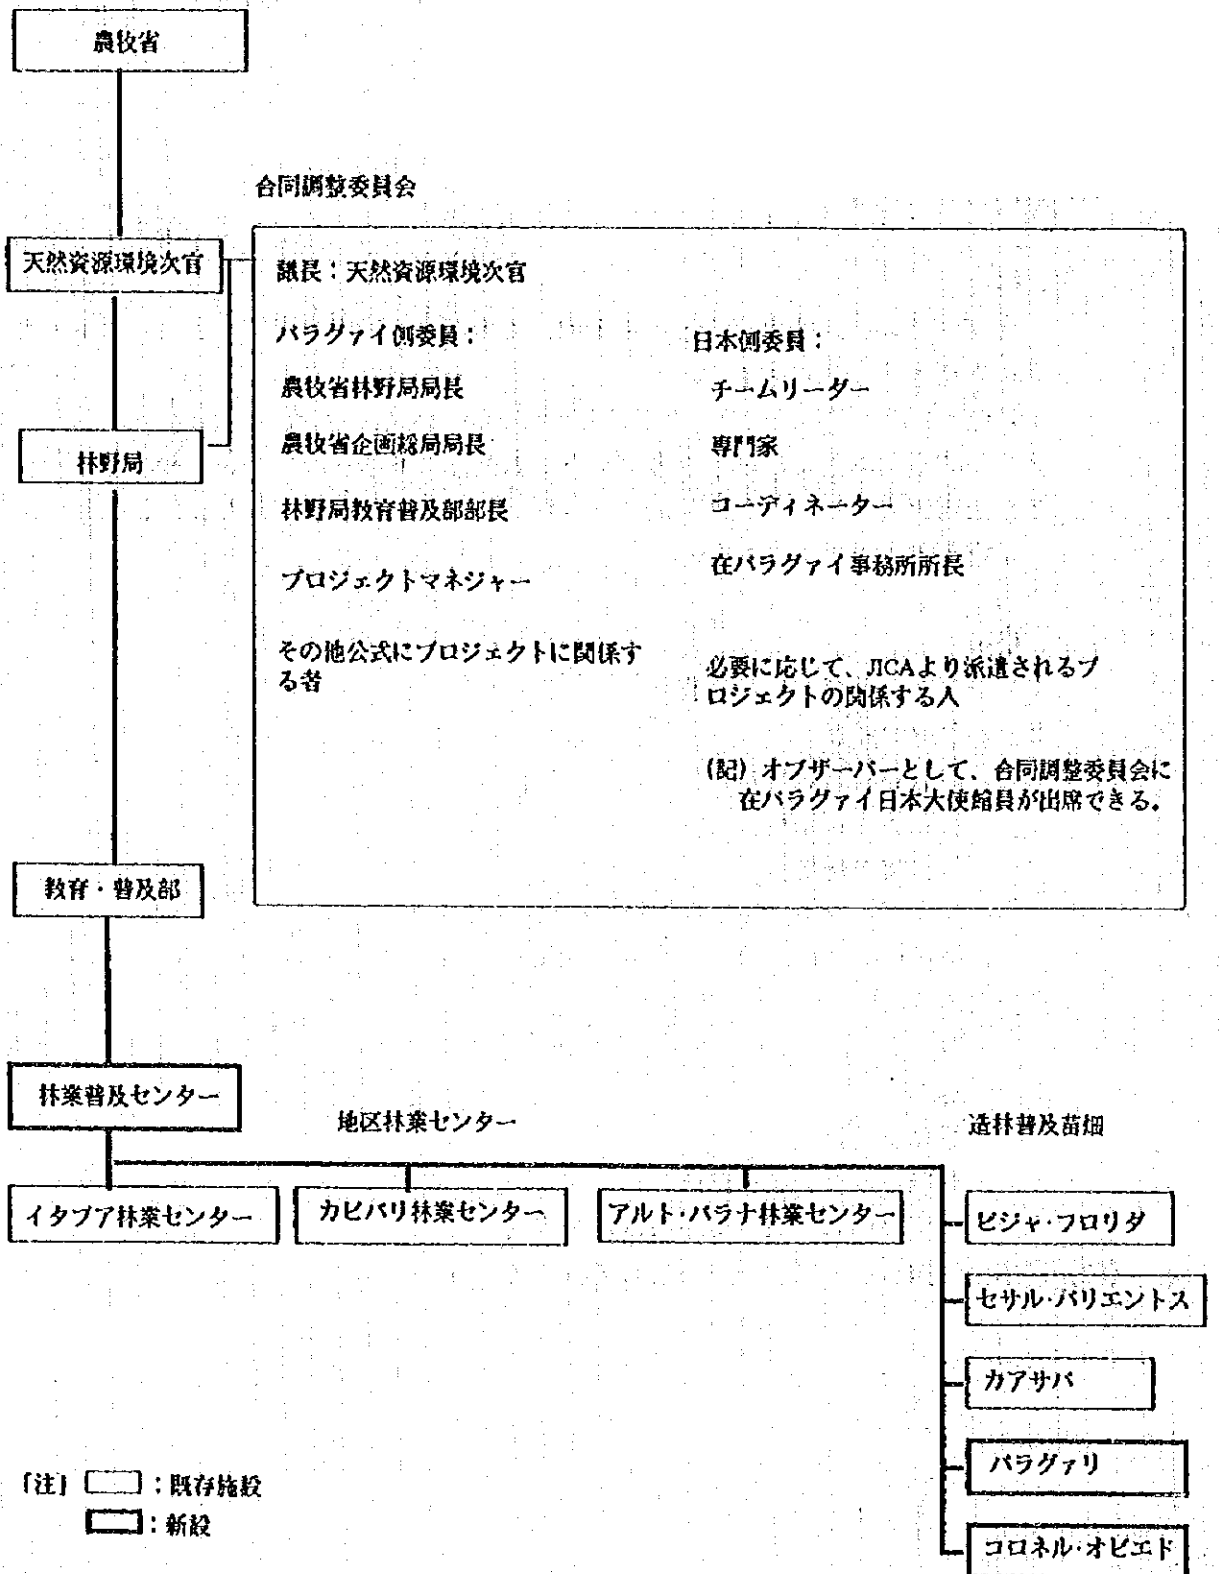 農牧省
合同調整委員会
天然資源環境次官
議長：天然資源環境次官
パラグァイ側委員：
日本側委員：
農牧省林野局局長
チームリーダー
農牧省企画総局局長
専門家
林野局
林野局教育普及部部長
コーディネーター
プロジェクトマネジャー
在パラグァイ事務所所長
その他公式にプロジェクトに関係す
る者
必要に応じて、JICAより派遣されるプ
ロジェクトの関係する人
(記) オブザーバーとして、合同調整委員会に
在パラグァイ日本大使館員が出席できる。
教育・普及部
林業普及センター
地区林業センター
造林普及苗畑
イタプア林業センター
カピバリ林業センター
アルト・パラナ林業センター
ビジャ・フロリダ
セサル・バリエントス
カアサパ
パラグァリ
コロネル・オビエド
「注」 ：既存施設
：新設